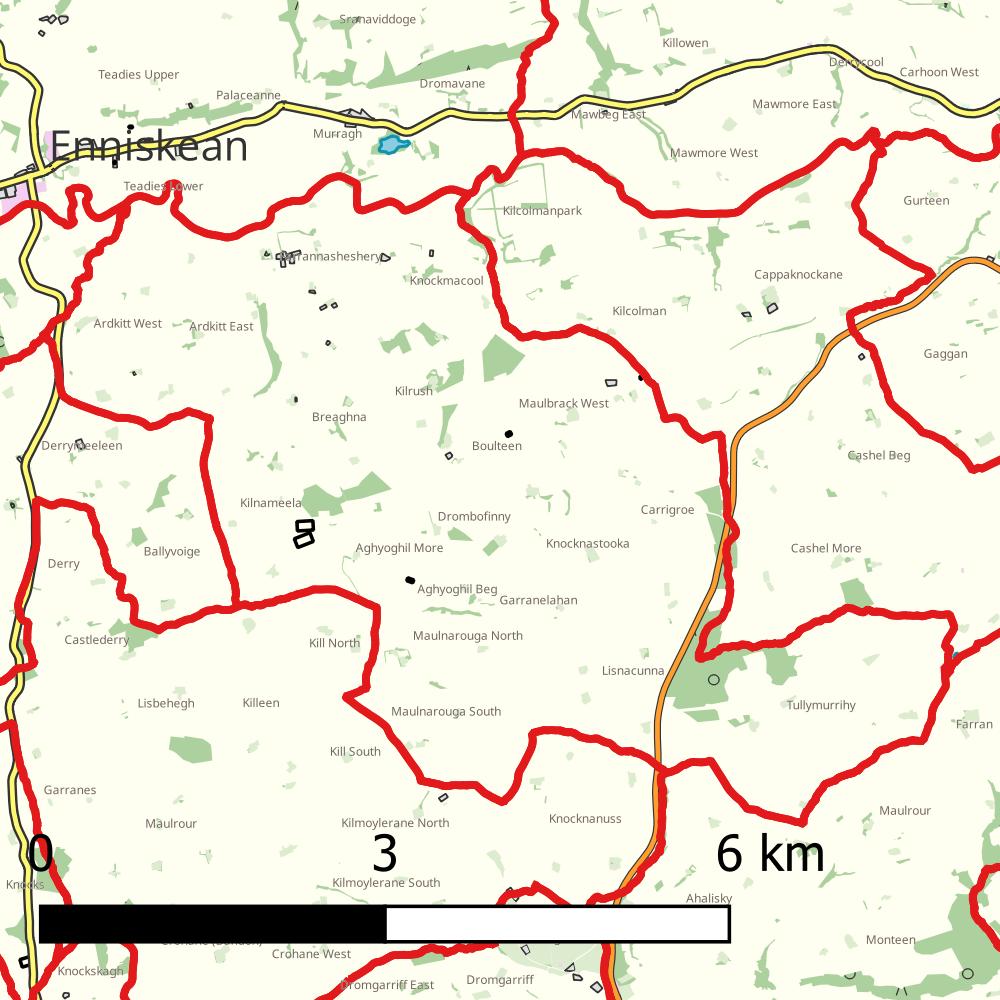 Sranaviddoge
Killowen
Derrycool
Teadies Upper
Carhoon West
Dromavane
Palaceanne
Mawmore East
Mawbeg East
Murragh
Enniskean
Mawmore West
Teadies Lower
Gurteen
Kilcolmanpark
Knockmacool
Cappaknockane
Kilcolman
Ardkitt West
Ardkitt East
Gaggan
Kilrush
Maulbrack West
Breaghna
Boulteen
Cashel Beg
Kilnameela
Carrigroe
Drombofinny
Knocknastooka
Aghyoghil More
Cashel More
Ballyvoige
Derry
Aghyoghil Beg
Garranelahan
Castlederry
Kill North
Maulnarouga North
Lisnacunna
Lisbehegh
Killeen
Maulnarouga South
Tullymurrihy
Farran
Kill South
Garranes
Maulrour
Kilmoylerane North
Knocknanuss
Maulrour
0
3
6 km
Knocks
Kilmoylerane South
Ahalisky
Monteen
Crohane West
Knockskagh
Dromgarriff East
Dromgarriff